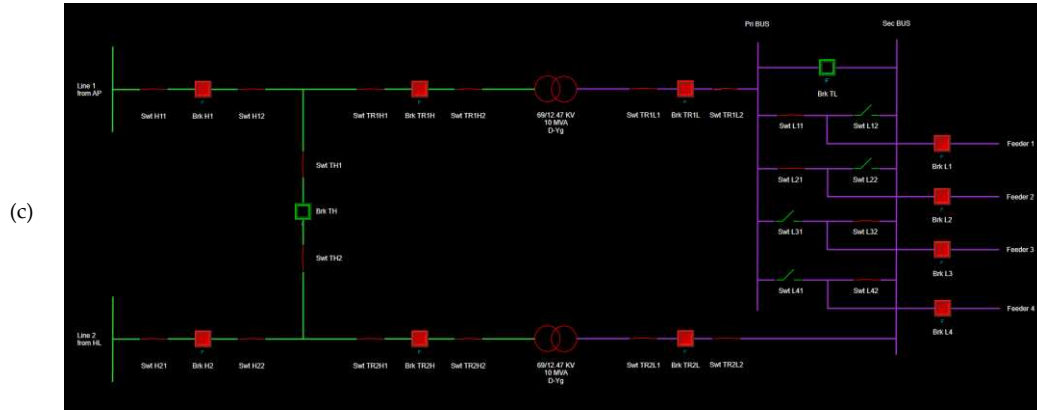 (c)
Pri BUS
Sec BUS
Brk TL
Line 1
from AP
Swt H11
Brk H1
Swt H12
Swt TR1H1
Brk TR1H
Swt TR1H2
69/12.47 KV
10 MVA
D-Yg
Swt TR1L1
Brk TR1L
Swt TR1L2
Swt L11
Swt L12
Feeder 1
Brk L1
Swt TH1
Swt L21
Swt L22
Feeder 2
Brk L2
Brk TH
Swt L31
Swt L32
Feeder 3
Brk L3
Swt TH2
Swt L41
Swt L42
Feeder 4
Brk L4
Line 2
from HL
Swt H21
Brk H2
Swt H22
Swt TR2H1
Brk TR2H
Swt TR2H2
69/12.47 KV
10 MVA
D-Yg
Swt TR2L1
Brk TR2L
Swt TR2L2